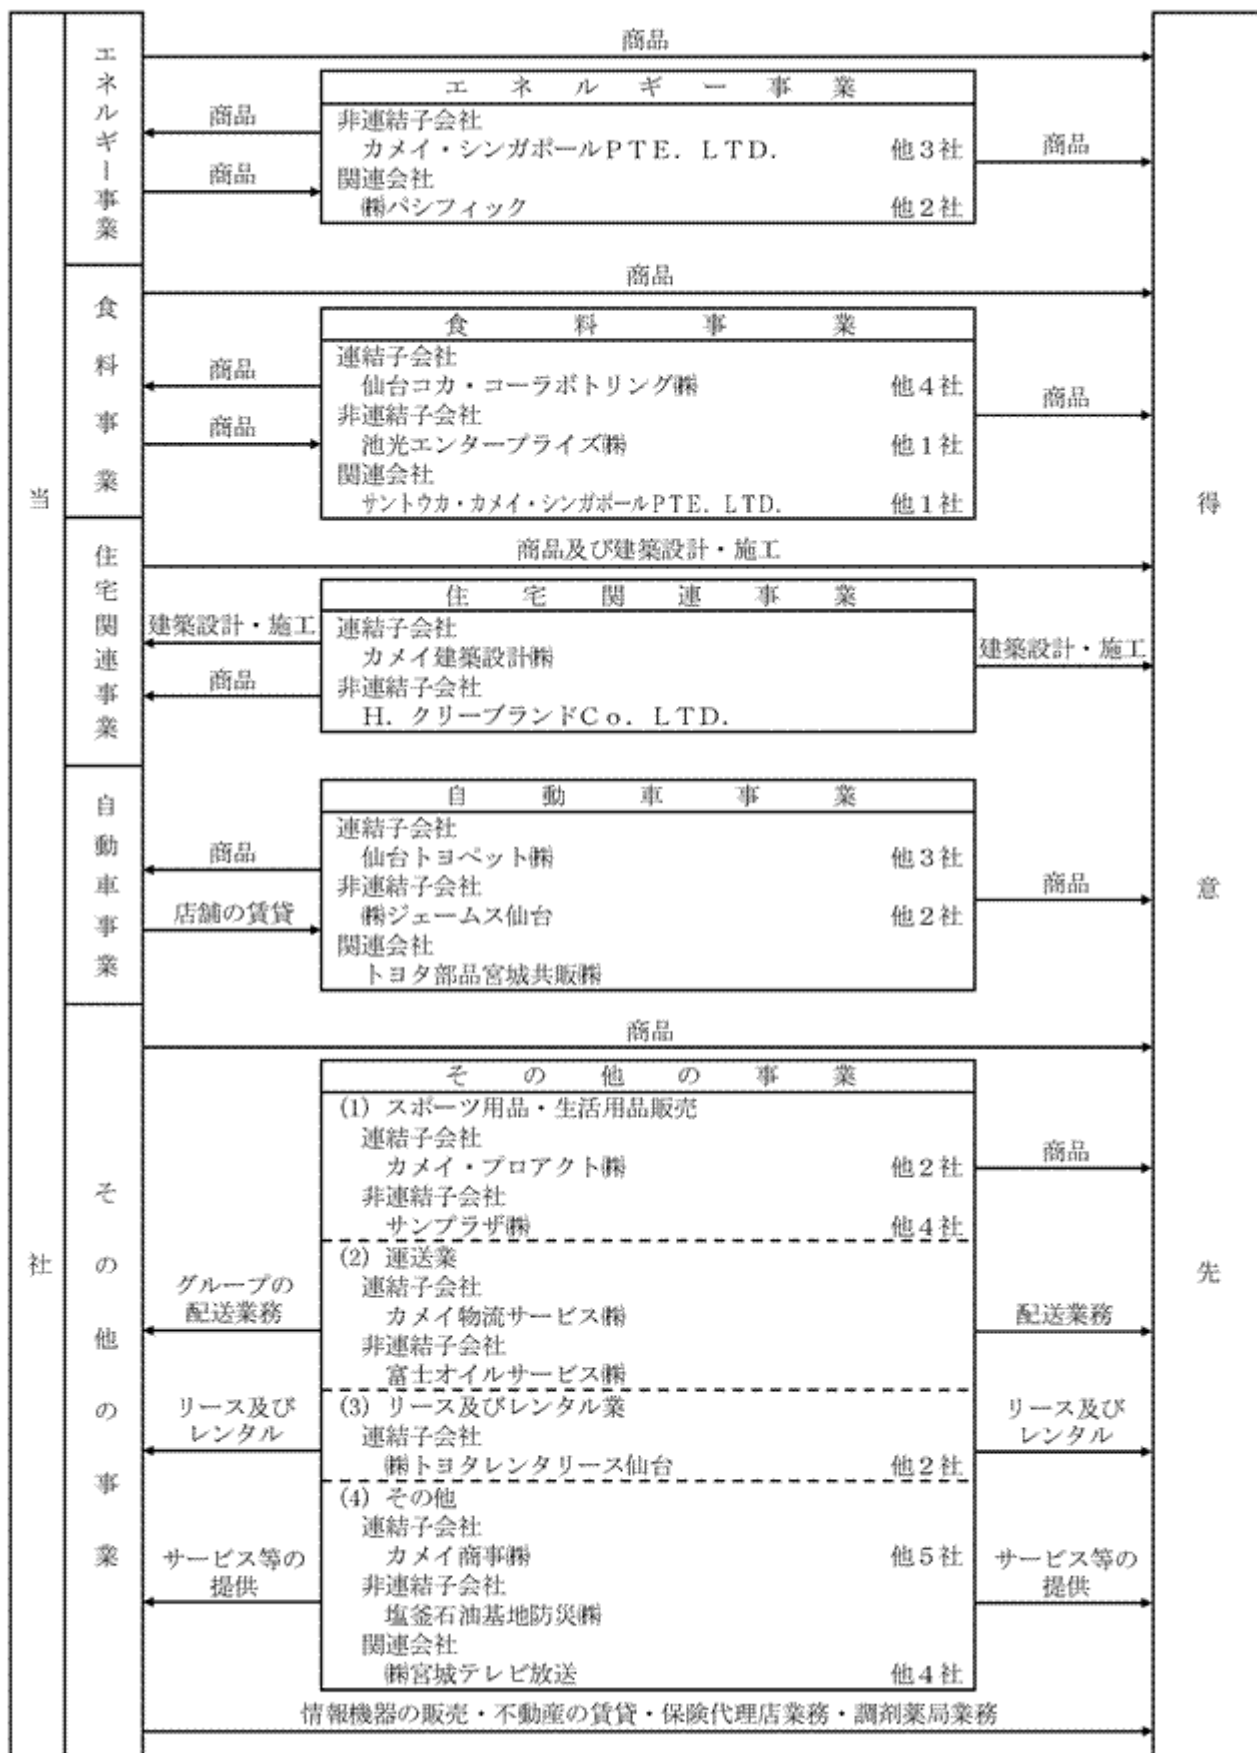 当社
得意先
エネルギー事業
商品
エネルギー事業
非連結子会社
カメイ・シンガポールPTE. LTD. 他3社
関連会社
㈱パシフィック 他2社
商品
商品
商品
食料事業
商品
食料事業
連結子会社
仙台コカ・コーラボトリング㈱ 他4社
非連結子会社
池光エンタープライズ㈱ 他1社
関連会社
サントウカ・カメイ・シンガポールPTE. LTD. 他1社
商品
商品
商品
住宅関連事業
商品及び建築設計・施工
住宅関連事業
連結子会社
カメイ建築設計㈱
非連結子会社
H. クリーブランドCo. LTD.
建築設計・施工
商品
建築設計・施工
自動車事業
自動車事業
連結子会社
仙台トヨペット㈱ 他3社
非連結子会社
㈱ジェームス仙台 他2社
関連会社
トヨタ部品宮城共販㈱
商品
店舗の賃貸
商品
その他の事業
商品
その他の事業
(1) スポーツ用品・生活用品販売
連結子会社
カメイ・プロアクト㈱ 他2社
非連結子会社
サンプラザ㈱ 他4社
商品
(2) 運送業
連結子会社
カメイ物流サービス㈱
非連結子会社
富士オイルサービス㈱
グループの
配送業務
配送業務
(3) リース及びレンタル業
連結子会社
㈱トヨタレンタリース仙台 他2社
リース及び
レンタル
リース及び
レンタル
(4) その他
連結子会社
カメイ商事㈱ 他5社
非連結子会社
塩釜石油基地防災㈱
関連会社
㈱宮城テレビ放送 他4社
サービス等の
提供
サービス等の
提供
情報機器の販売・不動産の賃貸・保険代理店業務・調剤薬局業務